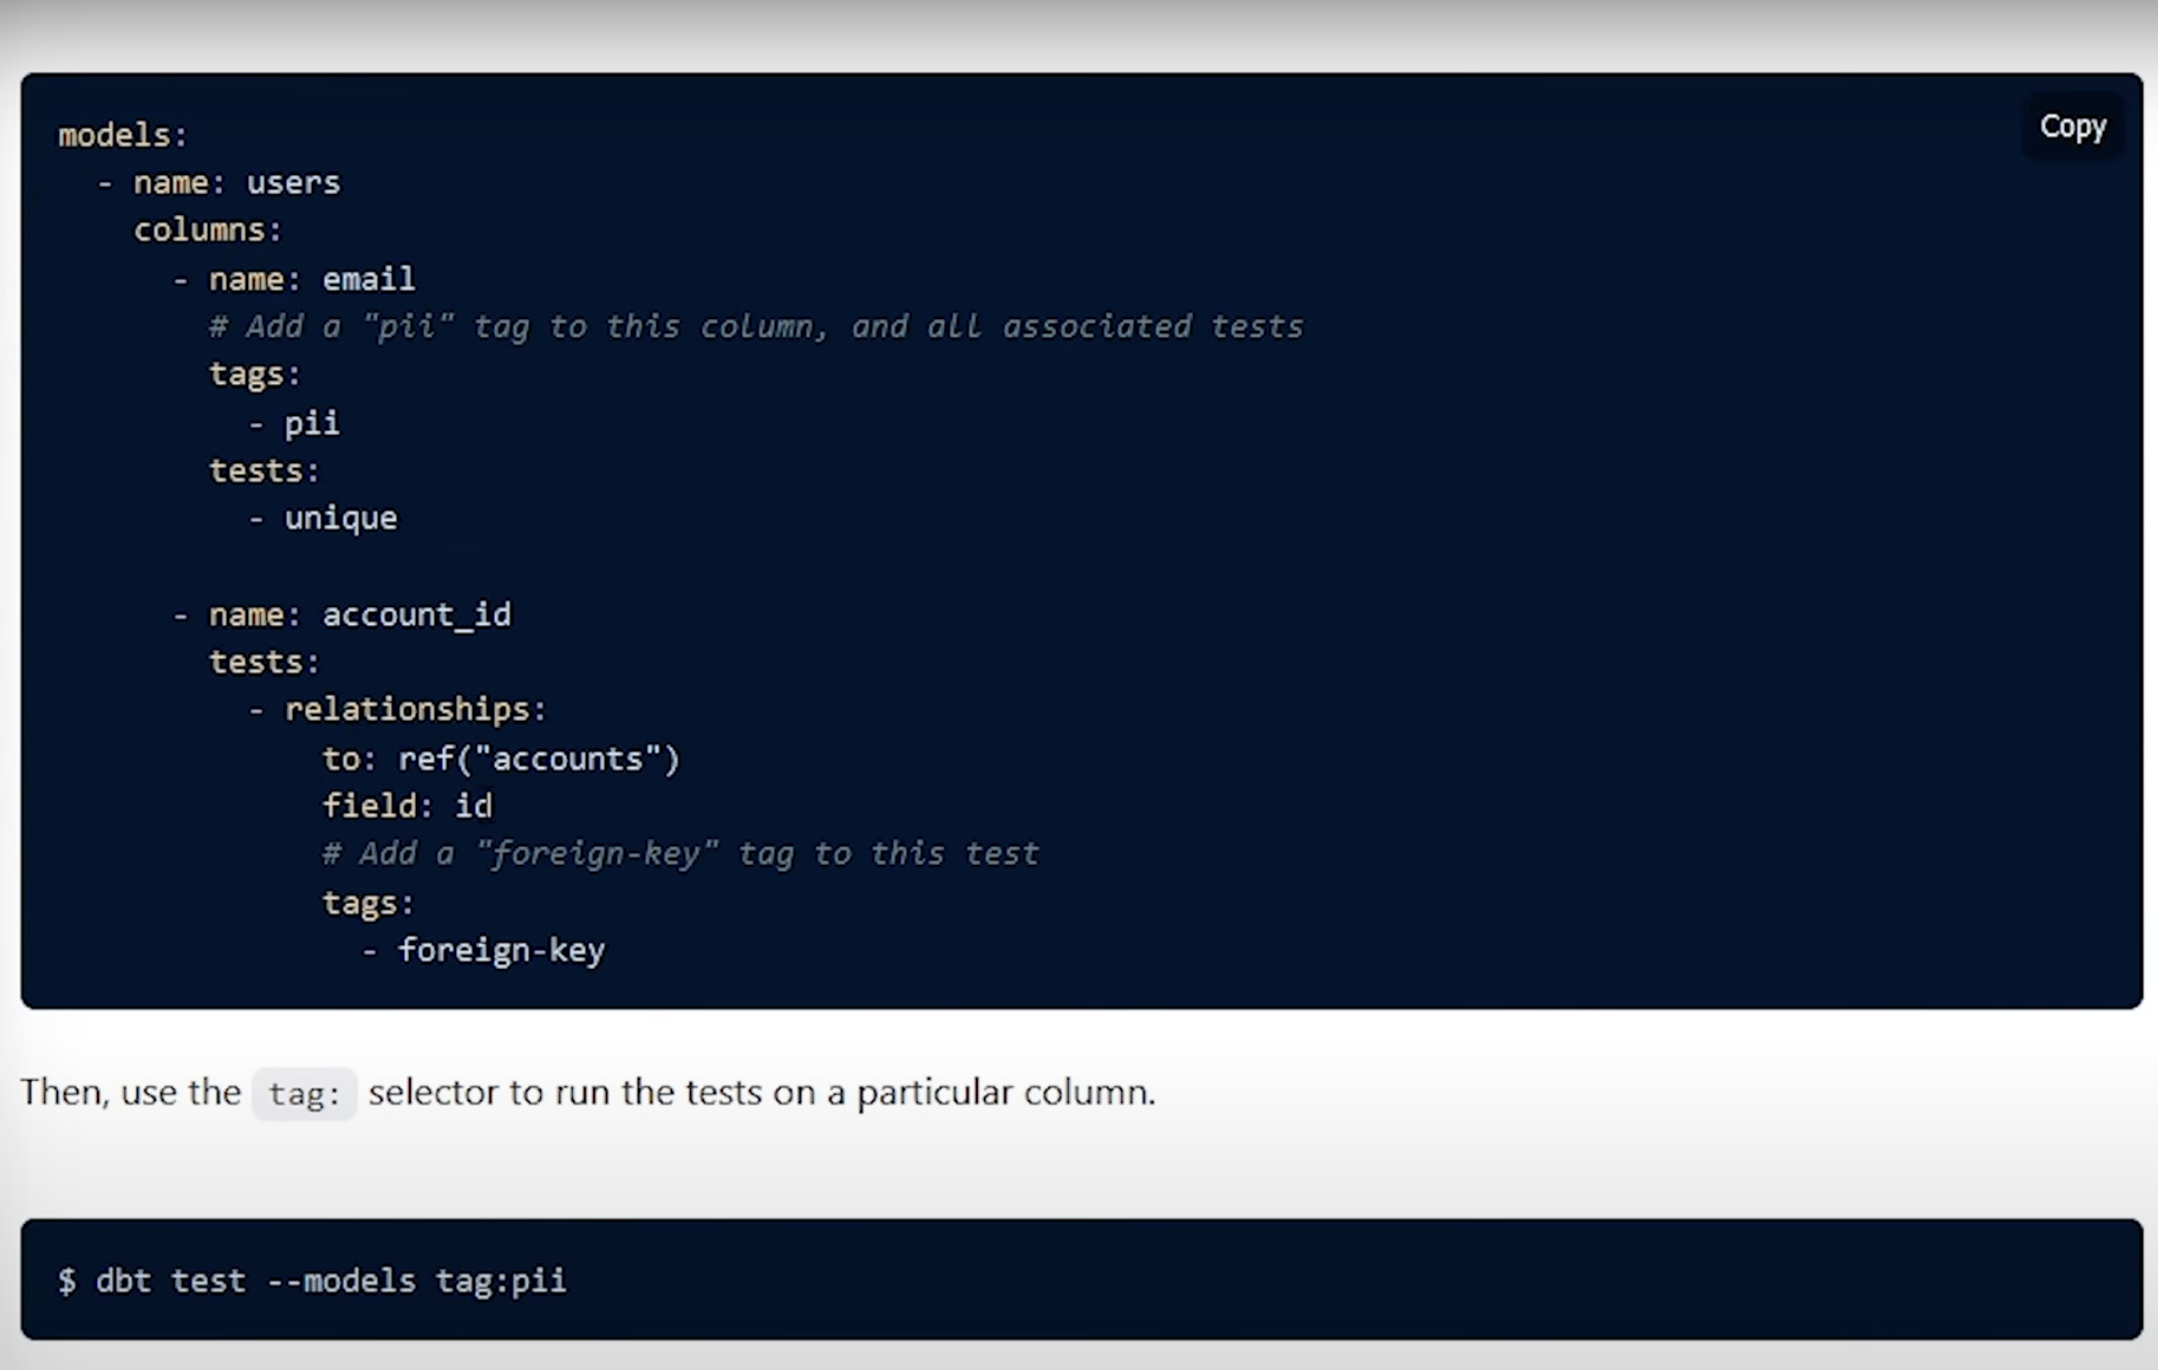 Copy
models:
  - name: users
    columns:
      - name: email
        # Add a "pii" tag to this column, and all associated tests
        tags:
          - pii
        tests:
          - unique

      - name: account_id
        tests:
          - relationships:
              to: ref("accounts")
              field: id
              # Add a "foreign-key" tag to this test
              tags:
                - foreign-key
Then, use the tag: selector to run the tests on a particular column.
$ dbt test --models tag:pii